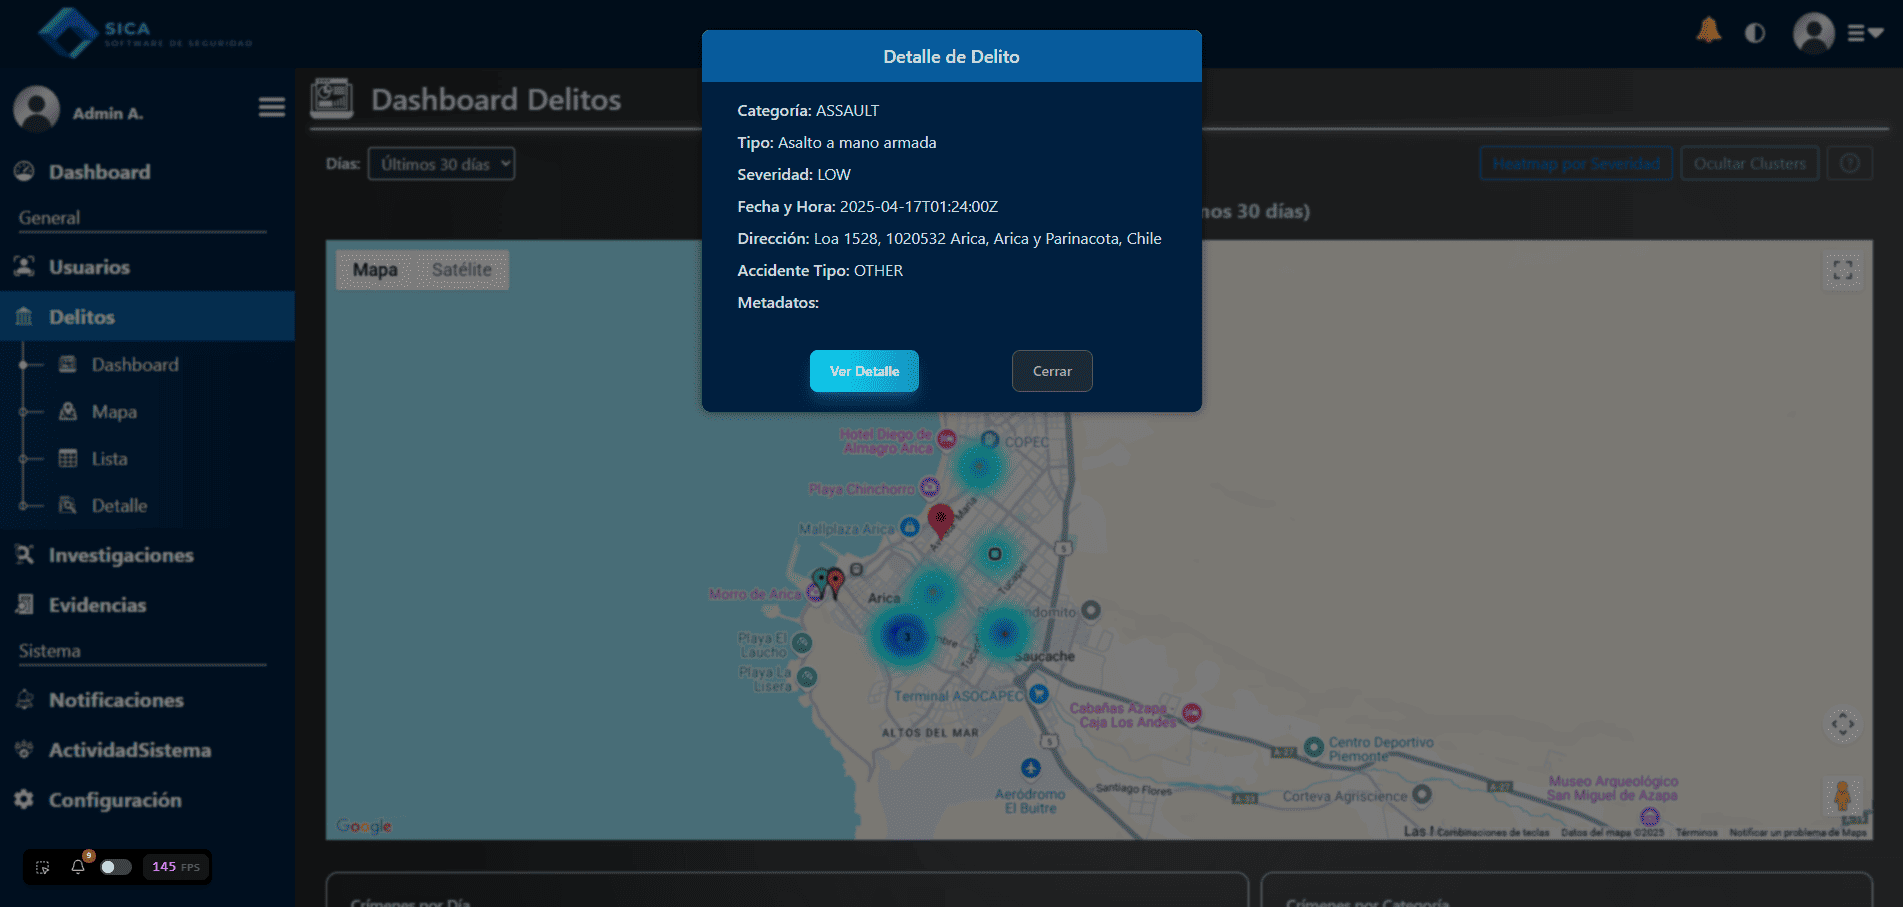 SICA
SOFTWARE DE SEGURIDAD
Detalle de Delito
Categoría: ASSAULT
Tipo: Asalto a mano armada
Severidad: LOW
Fecha y Hora: 2025-04-17T01:24:00Z
Dirección: Loa 1528, 1020532 Arica, Arica y Parinacota, Chile
Accidente Tipo: OTHER
Metadatos:
Ver Detalle
Cerrar
Admin A.
Dashboard
General
Usuarios
Delitos
Dashboard
Mapa
Lista
Detalle
Investigaciones
Evidencias
Sistema
Notificaciones
ActividadSistema
Configuración
9
145 FPS
Dashboard Delitos
Días: Últimos 30 días
Heatmap por Severidad
Ocultar Clusters
?
nos 30 días)
Mapa
Satélite
Hotel Diego de
Almagro Arica
COPEC
Playa Chinchorro
Mallplaza Arica
Tucapel
5
Morro de Arica
Arica
ndomito
3
Playa El
Laucho
Saucache
Playa La
Lisera
Terminal ASOCAPEC
Cabañas Azapa -
Caja Los Andes
ALTOS DEL MAR
5
A-27
Centro Deportivo
Piemonte
Aeródromo
El Buitre
Santiago Flores
A-27
Museo Arqueológico
San Miguel de Azapa
Corteva Agriscience
Google
Combinaciones de teclas
Datos del mapa ©2025
Términos
Notificar un problema de Maps
Crímenes por Día
Crímenes por Categoría